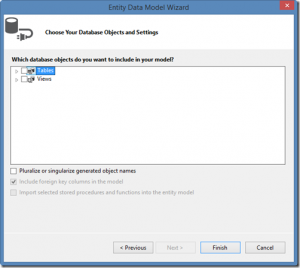 Entity Data Model Wizard
Choose Your Database Objects and Settings
Which database objects do you want to include in your model?
Tables
Views
Pluralize or singularize generated object names
Include foreign key columns in the model
Import selected stored procedures and functions into the entity model
< Previous
Next >
Finish
Cancel